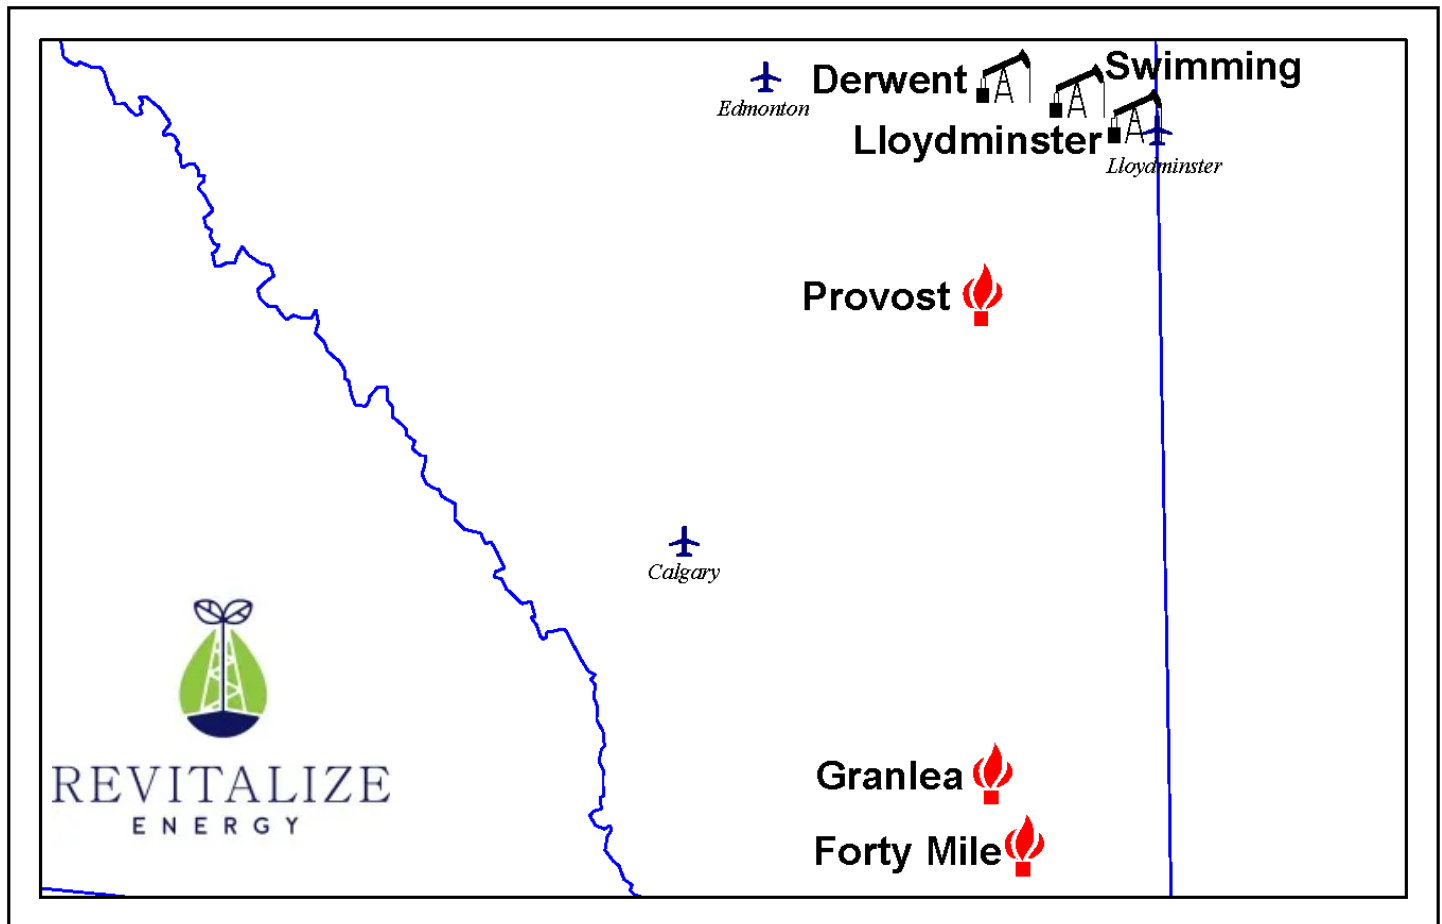 Swimming
Derwent
Edmonton
Lloydminster
Lloydminster
Provost
Calgary
Granlea
REVITALIZE
ENERGY
Forty Mile